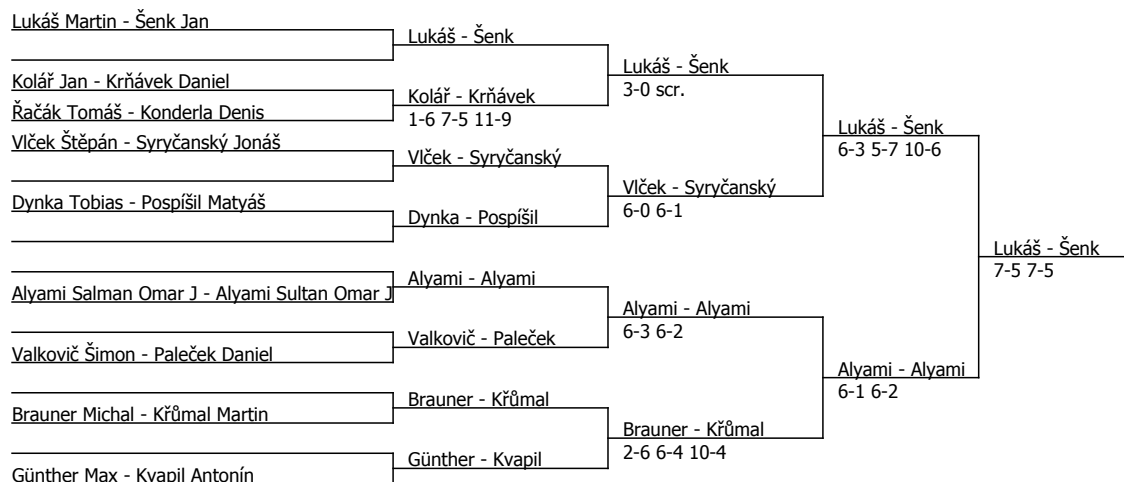 Lukáš Martin - Šenk Jan
Lukáš - Šenk
Kolář Jan - Krňávek Daniel
Lukáš - Šenk
3-0 scr.
Řačák Tomáš - Konderla Denis
Kolář - Krňávek
1-6 7-5 11-9
Vlček Štěpán - Syryčanský Jonáš
Lukáš - Šenk
6-3 5-7 10-6
Vlček - Syryčanský
Dynka Tobias - Pospíšil Matyáš
Vlček - Syryčanský
6-0 6-1
Dynka - Pospíšil
Lukáš - Šenk
7-5 7-5
Alyami Salman Omar J - Alyami Sultan Omar J
Alyami - Alyami
Alyami - Alyami
6-3 6-2
Valkovič Šimon - Paleček Daniel
Valkovič - Paleček
Alyami - Alyami
6-1 6-2
Brauner Michal - Křůmal Martin
Brauner - Křůmal
Brauner - Křůmal
2-6 6-4 10-4
Günther - Kvapil
Günther Max - Kvapil Antonín